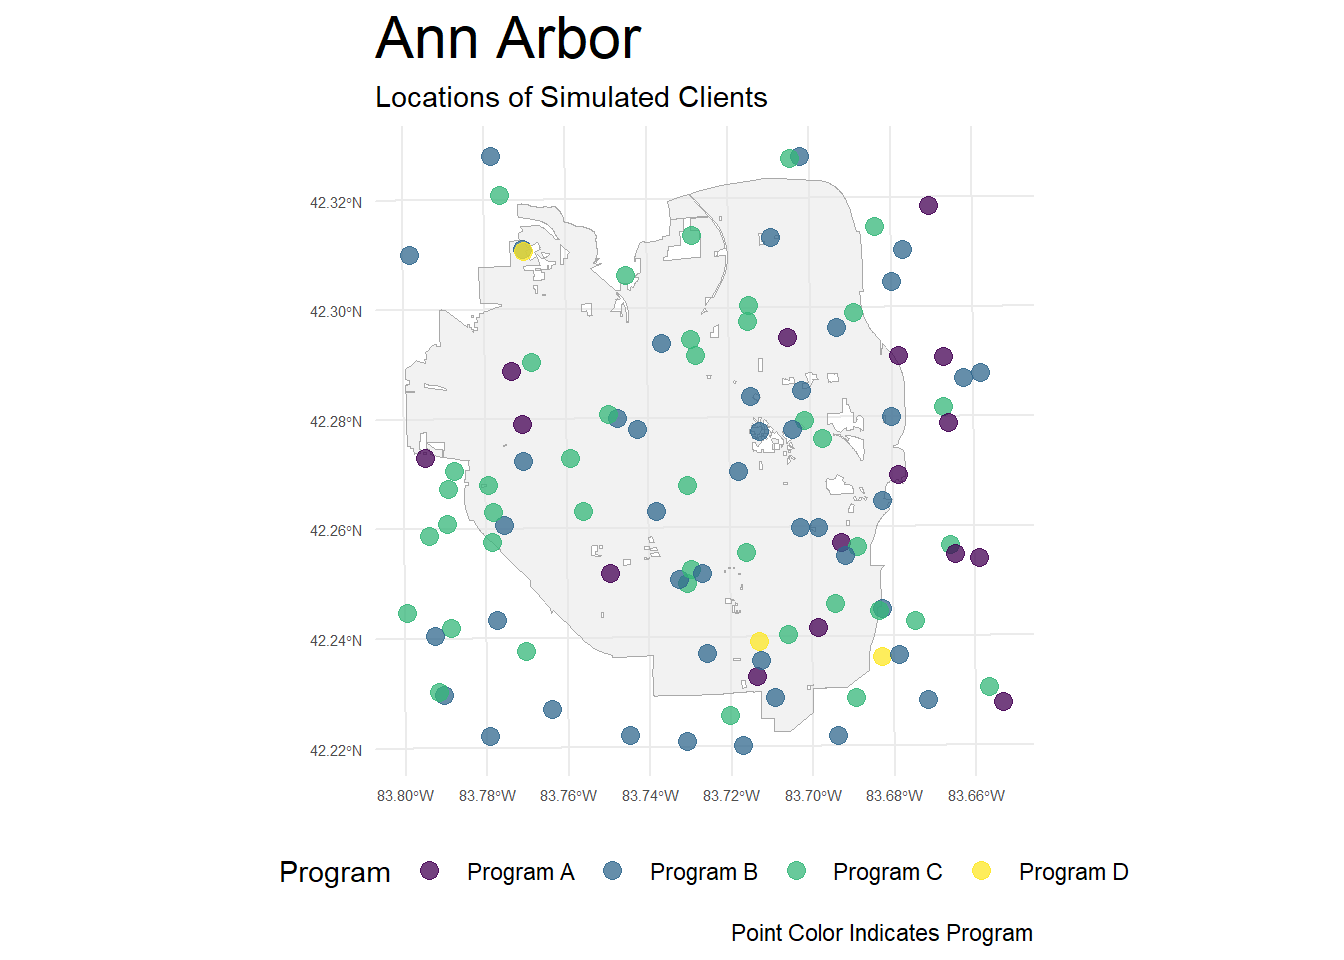 Ann Arbor
Locations of Simulated Clients
42.32°N
42.30°N
42.28°N
42.26°N
42.24°N
42.22°N
83.80°W 83.78°W 83.76°W 83.74°W 83.72°W 83.70°W 83.68°W 83.66°W
Program Program A Program B Program C Program D
Point Color Indicates Program